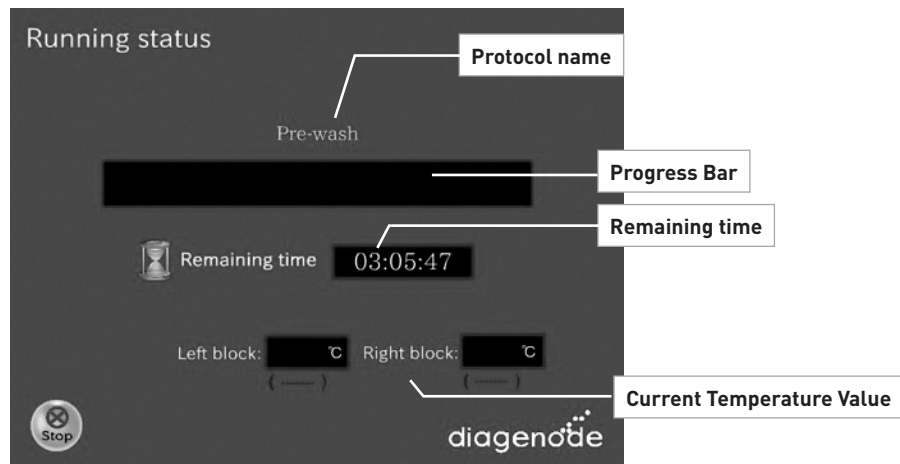 Running status
Protocol name
Pre-wash
Progress Bar
Remaining time
Remaining time 03:05:47
Left block: ℃ Right block: ℃
( ------ ) ( ------ )
Current Temperature Value
Stop
diagenode